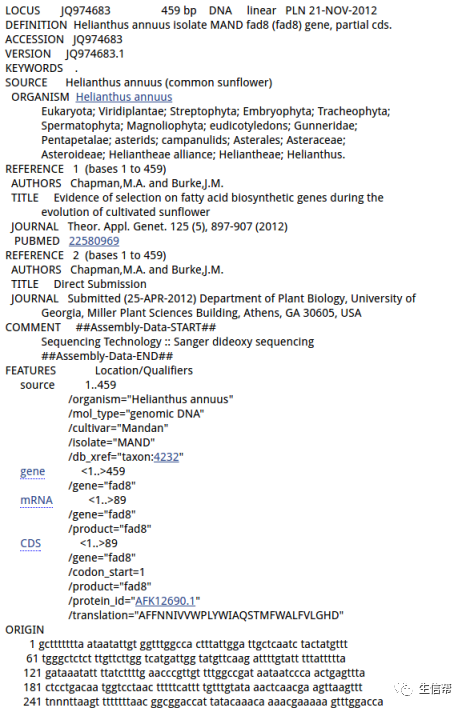 LOCUS JQ974683 459 bp DNA linear PLN 21-NOV-2012
DEFINITION Helianthus annuus isolate MAND fad8 (fad8) gene, partial cds.
ACCESSION JQ974683
VERSION JQ974683.1
KEYWORDS .
SOURCE Helianthus annuus (common sunflower)
ORGANISM Helianthus annuus
Eukaryota; Viridiplantae; Streptophyta; Embryophyta; Tracheophyta;
Spermatophyta; Magnoliophyta; eudicotyledons; Gunneridae;
Pentapetalae; asterids; campanulids; Asterales; Asteraceae;
Asteroideae; Heliantheae alliance; Heliantheae; Helianthus.
REFERENCE 1 (bases 1 to 459)
AUTHORS Chapman,M.A. and Burke,J.M.
TITLE Evidence of selection on fatty acid biosynthetic genes during the
evolution of cultivated sunflower
JOURNAL Theor. Appl. Genet. 125 (5), 897-907 (2012)
PUBMED 22580969
REFERENCE 2 (bases 1 to 459)
AUTHORS Chapman,M.A. and Burke,J.M.
TITLE Direct Submission
JOURNAL Submitted (25-APR-2012) Department of Plant Biology, University of
Georgia, Miller Plant Sciences Building, Athens, GA 30605, USA
COMMENT ##Assembly-Data-START##
Sequencing Technology :: Sanger dideoxy sequencing
##Assembly-Data-END##
FEATURES Location/Qualifiers
source 1..459
/organism="Helianthus annuus"
/mol_type="genomic DNA"
/cultivar="Mandan"
/isolate="MAND"
/db_xref="taxon:4232"
gene <1..>459
/gene="fad8"
mRNA <1..>89
/gene="fad8"
/product="fad8"
CDS <1..>89
/gene="fad8"
/codon_start=1
/product="fad8"
/protein_id="AFK12690.1"
/translation="AFFNNIVVWPLYWIAQSTMFWALFVLGHD"
ORIGIN
1 gctttttttta ataatattgt ggtttggcca ctttattgga ttgctcaatc tactatgttt
61 tgggctctct ttgttcttgg tcatgattgg tatgttcaag attttgtatt tttattttta
121 gataaatatt ttatcttttg aacccgttgt tttggccgat aataatccca actgagttta
181 ctcctgacaa tggtcctaac tttttcattt tgtttgtata aactcaacga agttaagttt
241 tnnnttaagt tttttttaac ggcggaccat tatacaaaca aaacgaaaaa gtttggacca
生信帮